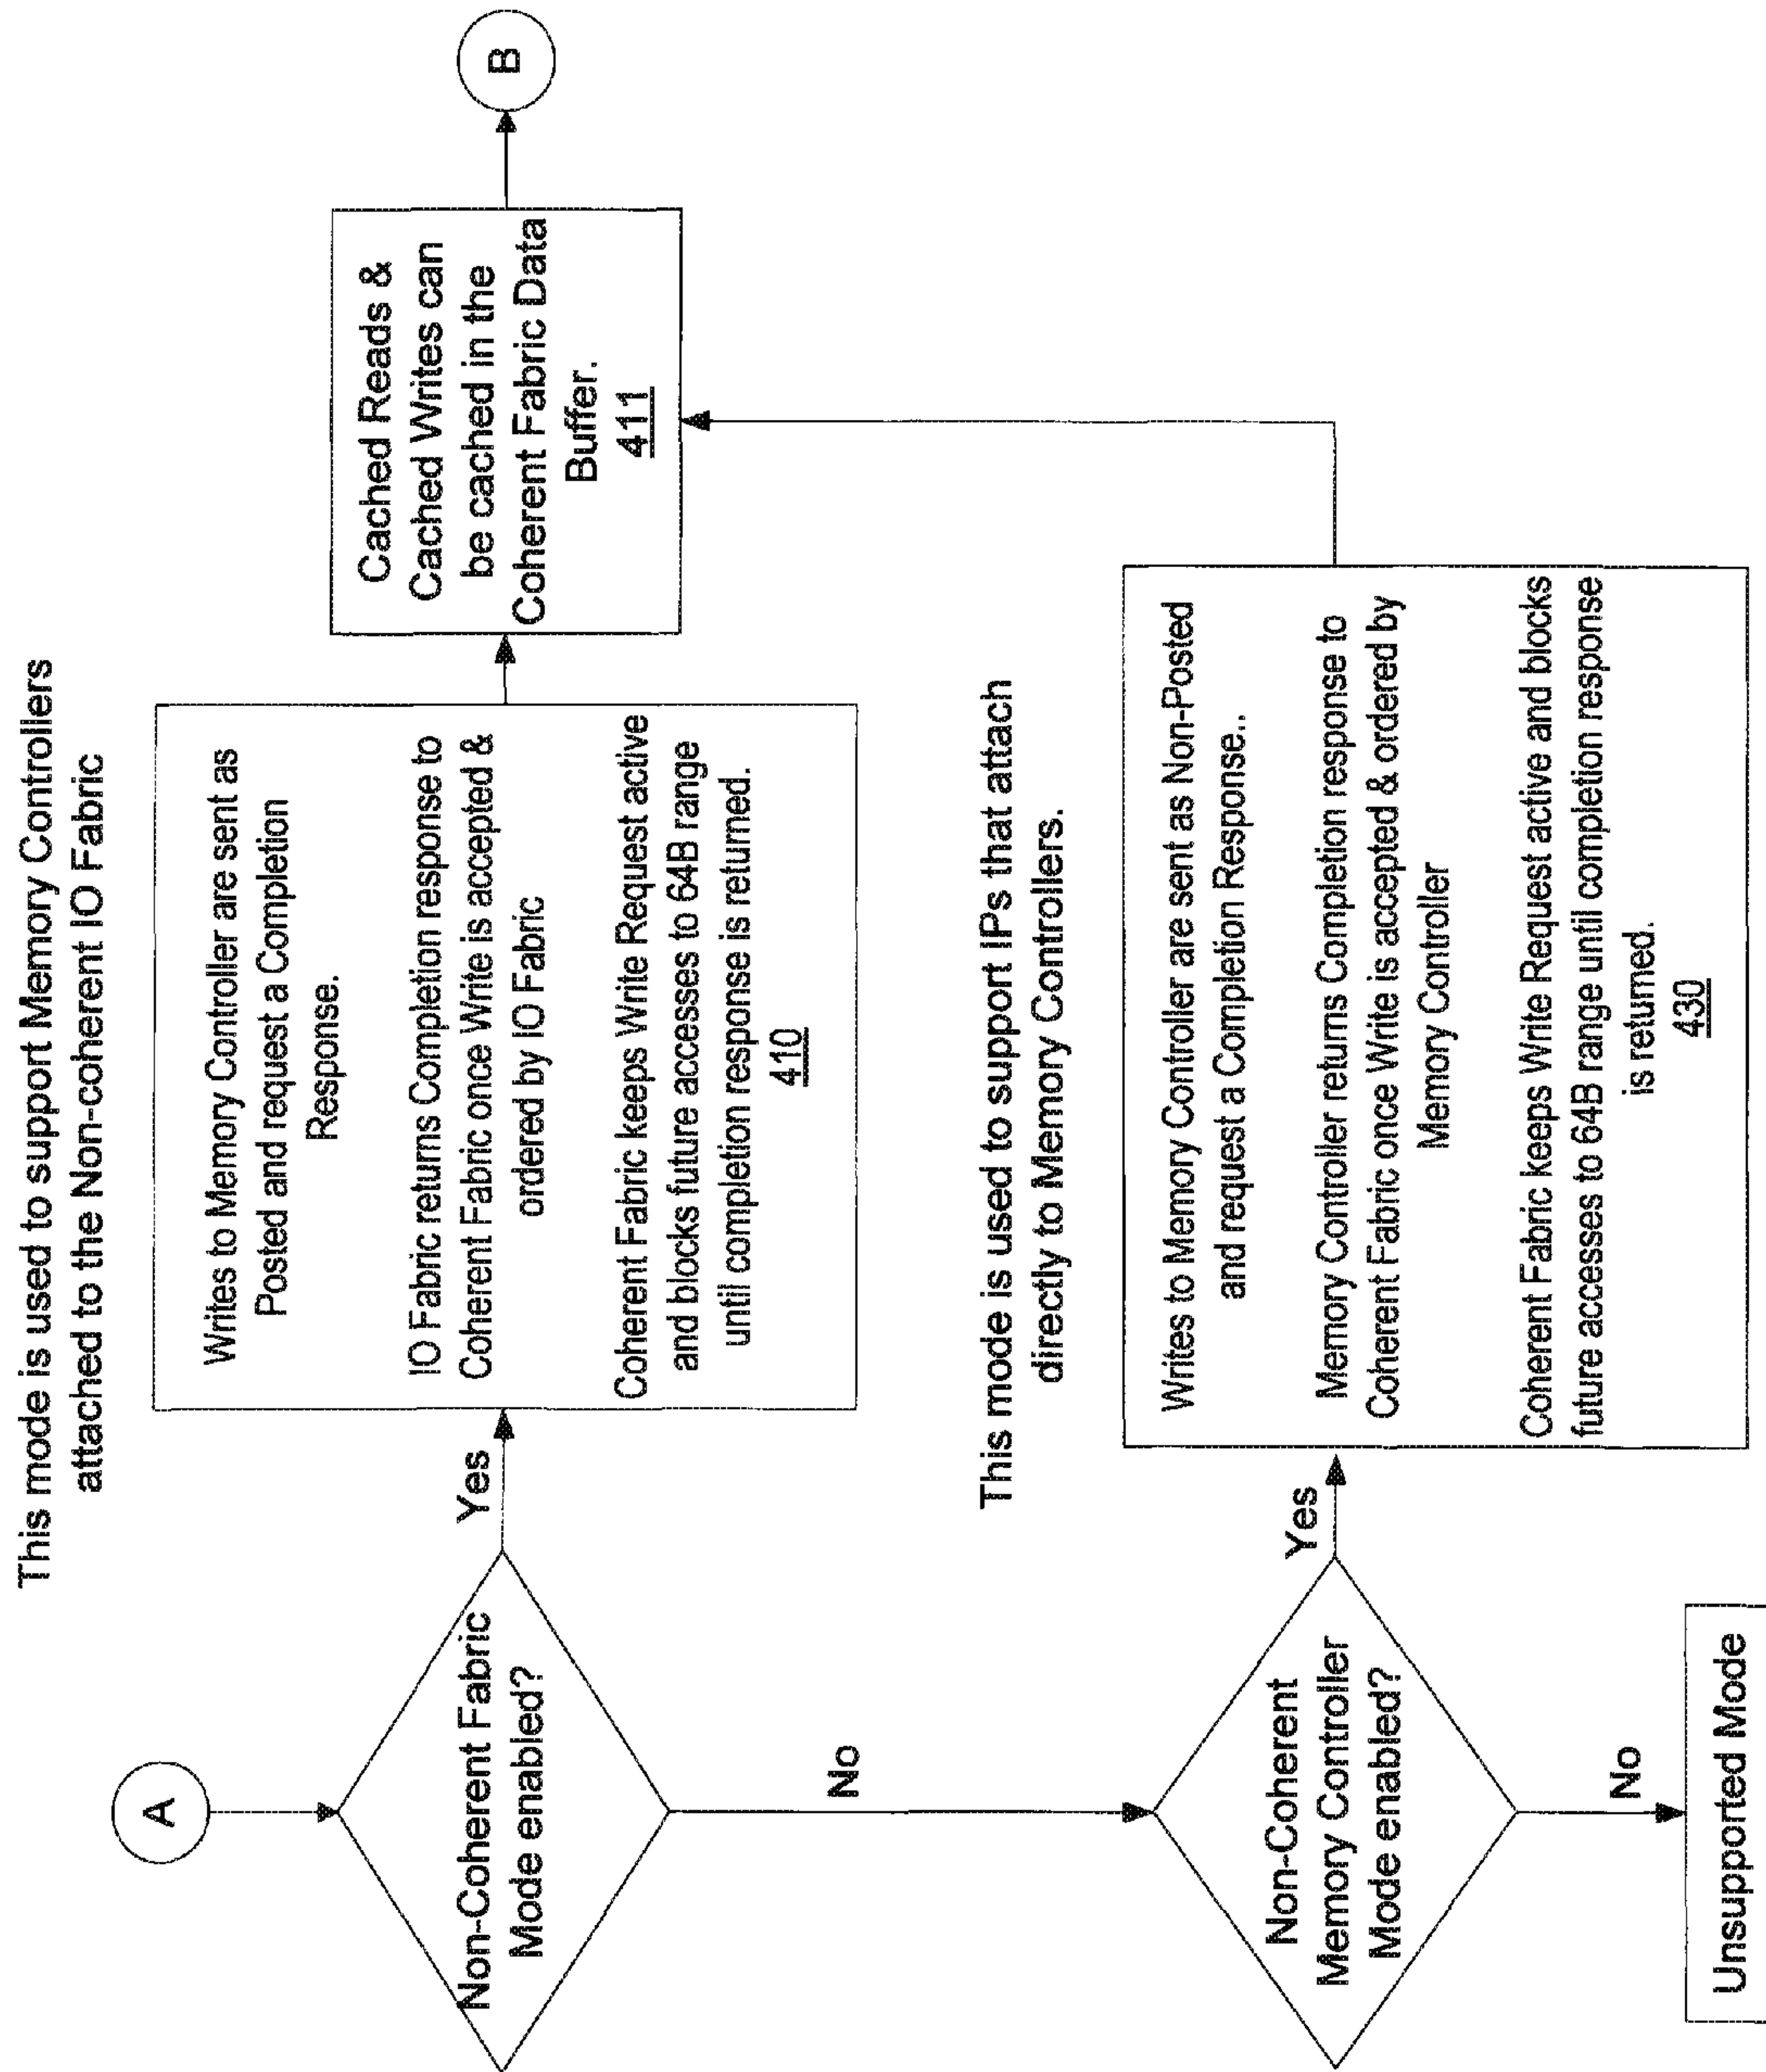 This mode is used to support Memory Controllers
attached to the Non-coherent IO Fabric
A
Non-Coherent Fabric
Mode enabled?
Yes
No
Writes to Memory Controller are sent as
Posted and request a Completion
Response.
IO Fabric returns Completion response to
Coherent Fabric once Write is accepted &
ordered by IO Fabric
Coherent Fabric keeps Write Request active
and blocks future accesses to 64B range
until completion response is returned.
410
Cached Reads &
Cached Writes can
be cached in the
Coherent Fabric Data
Buffer.
411
B
This mode is used to support IPs that attach
directly to Memory Controllers.
Non-Coherent
Memory Controller
Mode enabled?
Yes
No
Writes to Memory Controller are sent as Non-Posted
and request a Completion Response..
Memory Controller returns Completion response to
Coherent Fabric once Write is accepted & ordered by
Memory Controller
Coherent Fabric keeps Write Request active and blocks
future accesses to 64B range until completion response
is returned.
430
Unsupported Mode